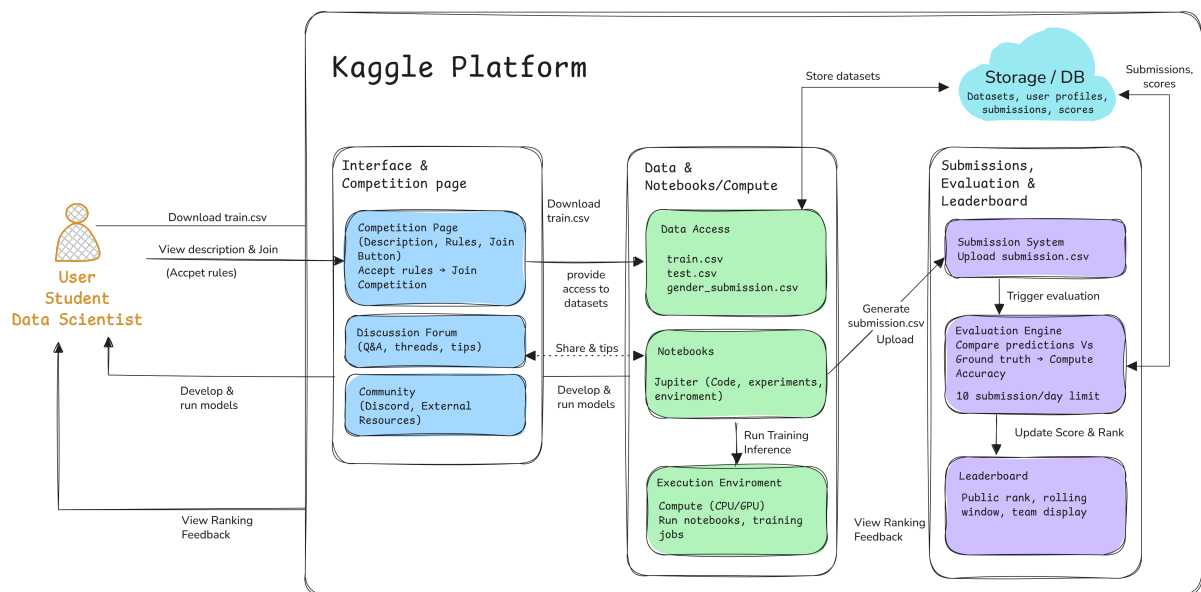 Kaggle Platform
Storage / DB
Datasets, user profiles,
submissions, scores
Store datasets
Submissions,
scores
User
Student
Data Scientist
Download train.csv
View description & Join
(Accpet rules)
Develop &
run models
View Ranking
Feedback
Interface &
Competition page
Competition Page
(Description, Rules, Join
Button)
Accept rules → Join
Competition
Discussion Forum
(Q&A, threads, tips)
Community
(Discord, External
Resources)
Download
train.csv
provide
access to
datasets
Share & tips
Develop &
run models
Data &
Notebooks/Compute
Data Access
train.csv
test.csv
gender_submission.csv
Notebooks
Jupiter (Code, experiments,
enviroment)
Run Training
Inference
Execution Enviroment
Compute (CPU/GPU)
Run notebooks, training
jobs
Generate
submission.csv
Upload
View Ranking
Feedback
Submissions,
Evaluation &
Leaderboard
Submission System
Upload submission.csv
Trigger evaluation
Evaluation Engine
Compare predictions Vs
Ground truth → Compute
Accuracy
10 submission/day limit
Update Score & Rank
Leaderboard
Public rank, rolling
window, team display